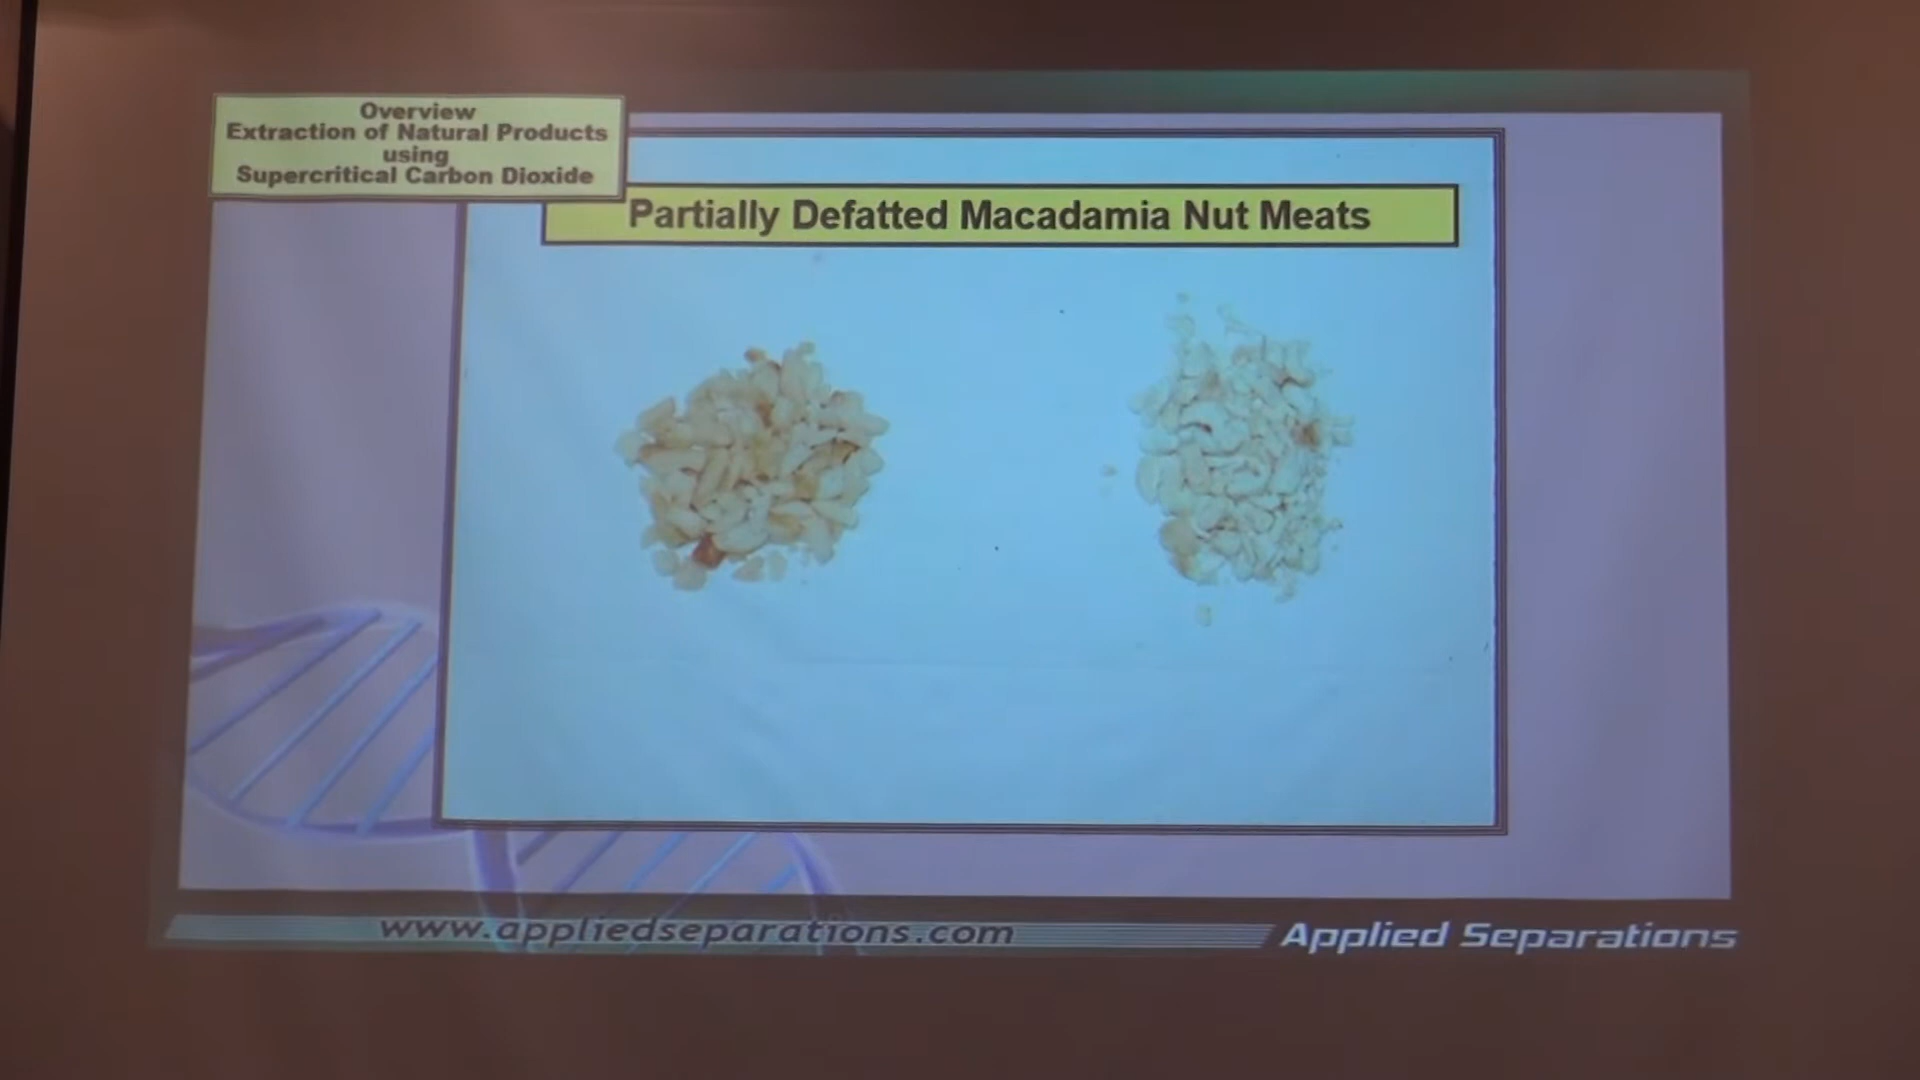 Overview
Extraction of Natural Products
using
Supercritical Carbon Dioxide
Partially Defatted Macadamia Nut Meats
www.appliedseparations.com
Applied Separations